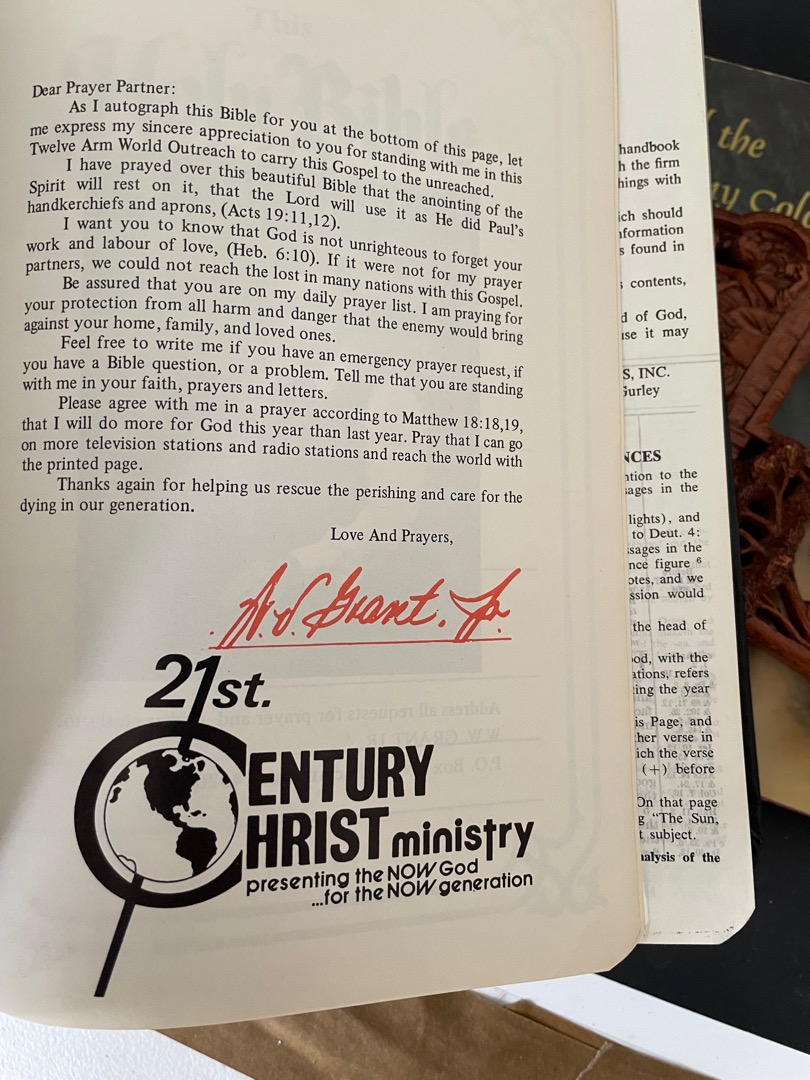 Dear Prayer Partner:
As I autograph this Bible for you at the bottom of this page, let
me express my sincere appreciation to you for standing with me in this
Twelve Arm World Outreach to carry this Gospel to the unreached.
I have prayed over this beautiful Bible that the anointing of the
Spirit will rest on it, that the Lord will use it as He did Paul's
handkerchiefs and aprons, (Acts 19:11,12).
I want you to know that God is not unrighteous to forget your
work and labour of love, (Heb. 6:10). If it were not for my prayer
partners, we could not reach the lost in many nations with this Gospel.
Be assured that you are on my daily prayer list. I am praying for
your protection from all harm and danger that the enemy would bring
against your home, family, and loved ones.
Feel free to write me if you have an emergency prayer request, if
you have a Bible question, or a problem. Tell me that you are standing
with me in your faith, prayers and letters.
Please agree with me in a prayer according to Matthew 18:18,19,
that I will do more for God this year than last year. Pray that I can go
on more television stations and radio stations and reach the world with
the printed page.
Thanks again for helping us rescue the perishing and care for the
dying in our generation.
Love And Prayers,
W.V. Grant. Jr.
21st.
CENTURY
CHRIST ministry
presenting the NOW God
...for the NOW generation
handbook
h the firm
hings with
ich should
formation
s found in
contents,
d of God,
use it may
S, INC.
Gurley
NCES
ntion to the
sages in the
lights), and
to Deut. 4:
ssages in the
nce figure 6
otes, and we
ssion would
the head of
od, with the
ations, refers
ing the year
is Page, and
her verse in
ich the verse
(+) before
On that page
g "The Sun,
t subject.
nalysis of the
the